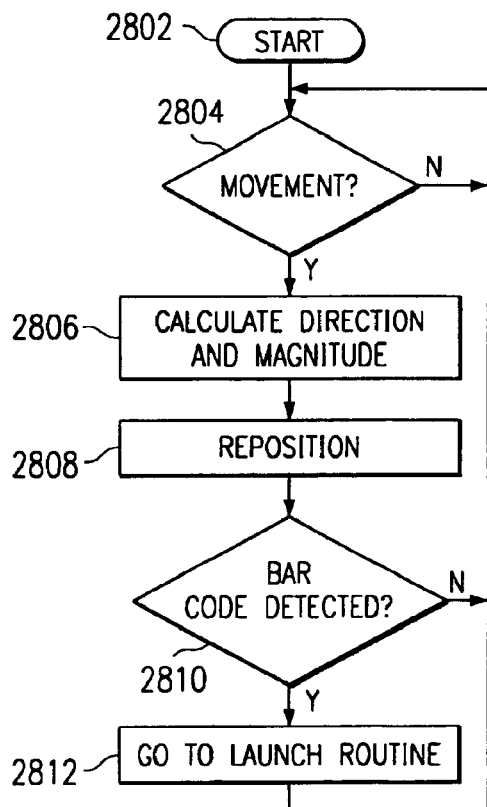 2802
START
2804
MOVEMENT?
N
Y
2806
CALCULATE DIRECTION
AND MAGNITUDE
2808
REPOSITION
BAR
CODE DETECTED?
N
2810
Y
2812
GO TO LAUNCH ROUTINE